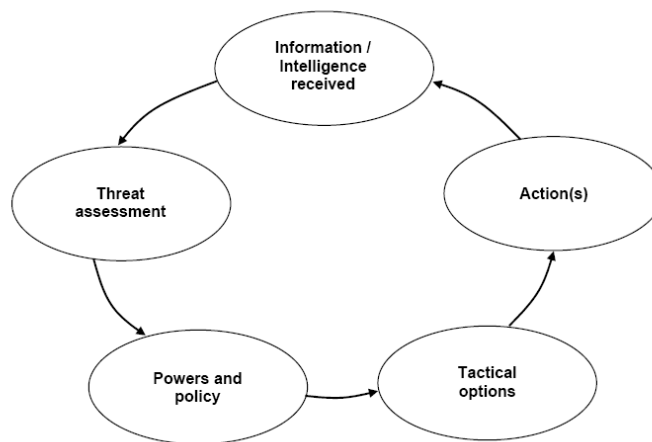 Information /
Intelligence
received
Threat
assessment
Action(s)
Powers and
policy
Tactical
options